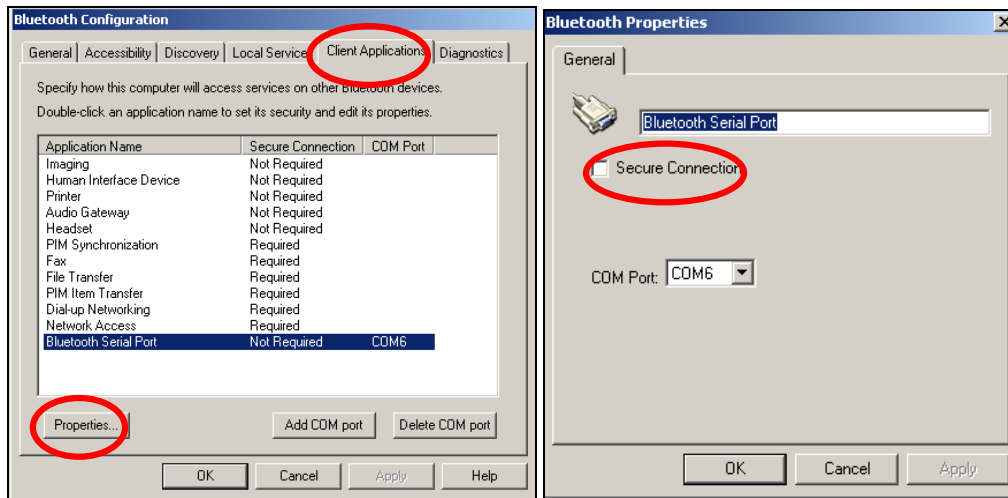 Bluetooth Configuration
General Accessibility Discovery Local Service Client Applications Diagnostics
Specify how this computer will access services on other Bluetooth devices.
Double-click an application name to set its security and edit its properties.
Application Name Secure Connection COM Port
Imaging Not Required
Human Interface Device Not Required
Printer Not Required
Audio Gateway Not Required
Headset Not Required
PIM Synchronization Required
Fax Required
File Transfer Required
PIM Item Transfer Required
Dial-up Networking Required
Network Access Required
Bluetooth Serial Port Not Required COM6
Properties... Add COM port Delete COM port
OK Cancel Apply Help
Bluetooth Properties
General
Bluetooth Serial Port
Secure Connection
COM Port: COM6
OK Cancel Apply